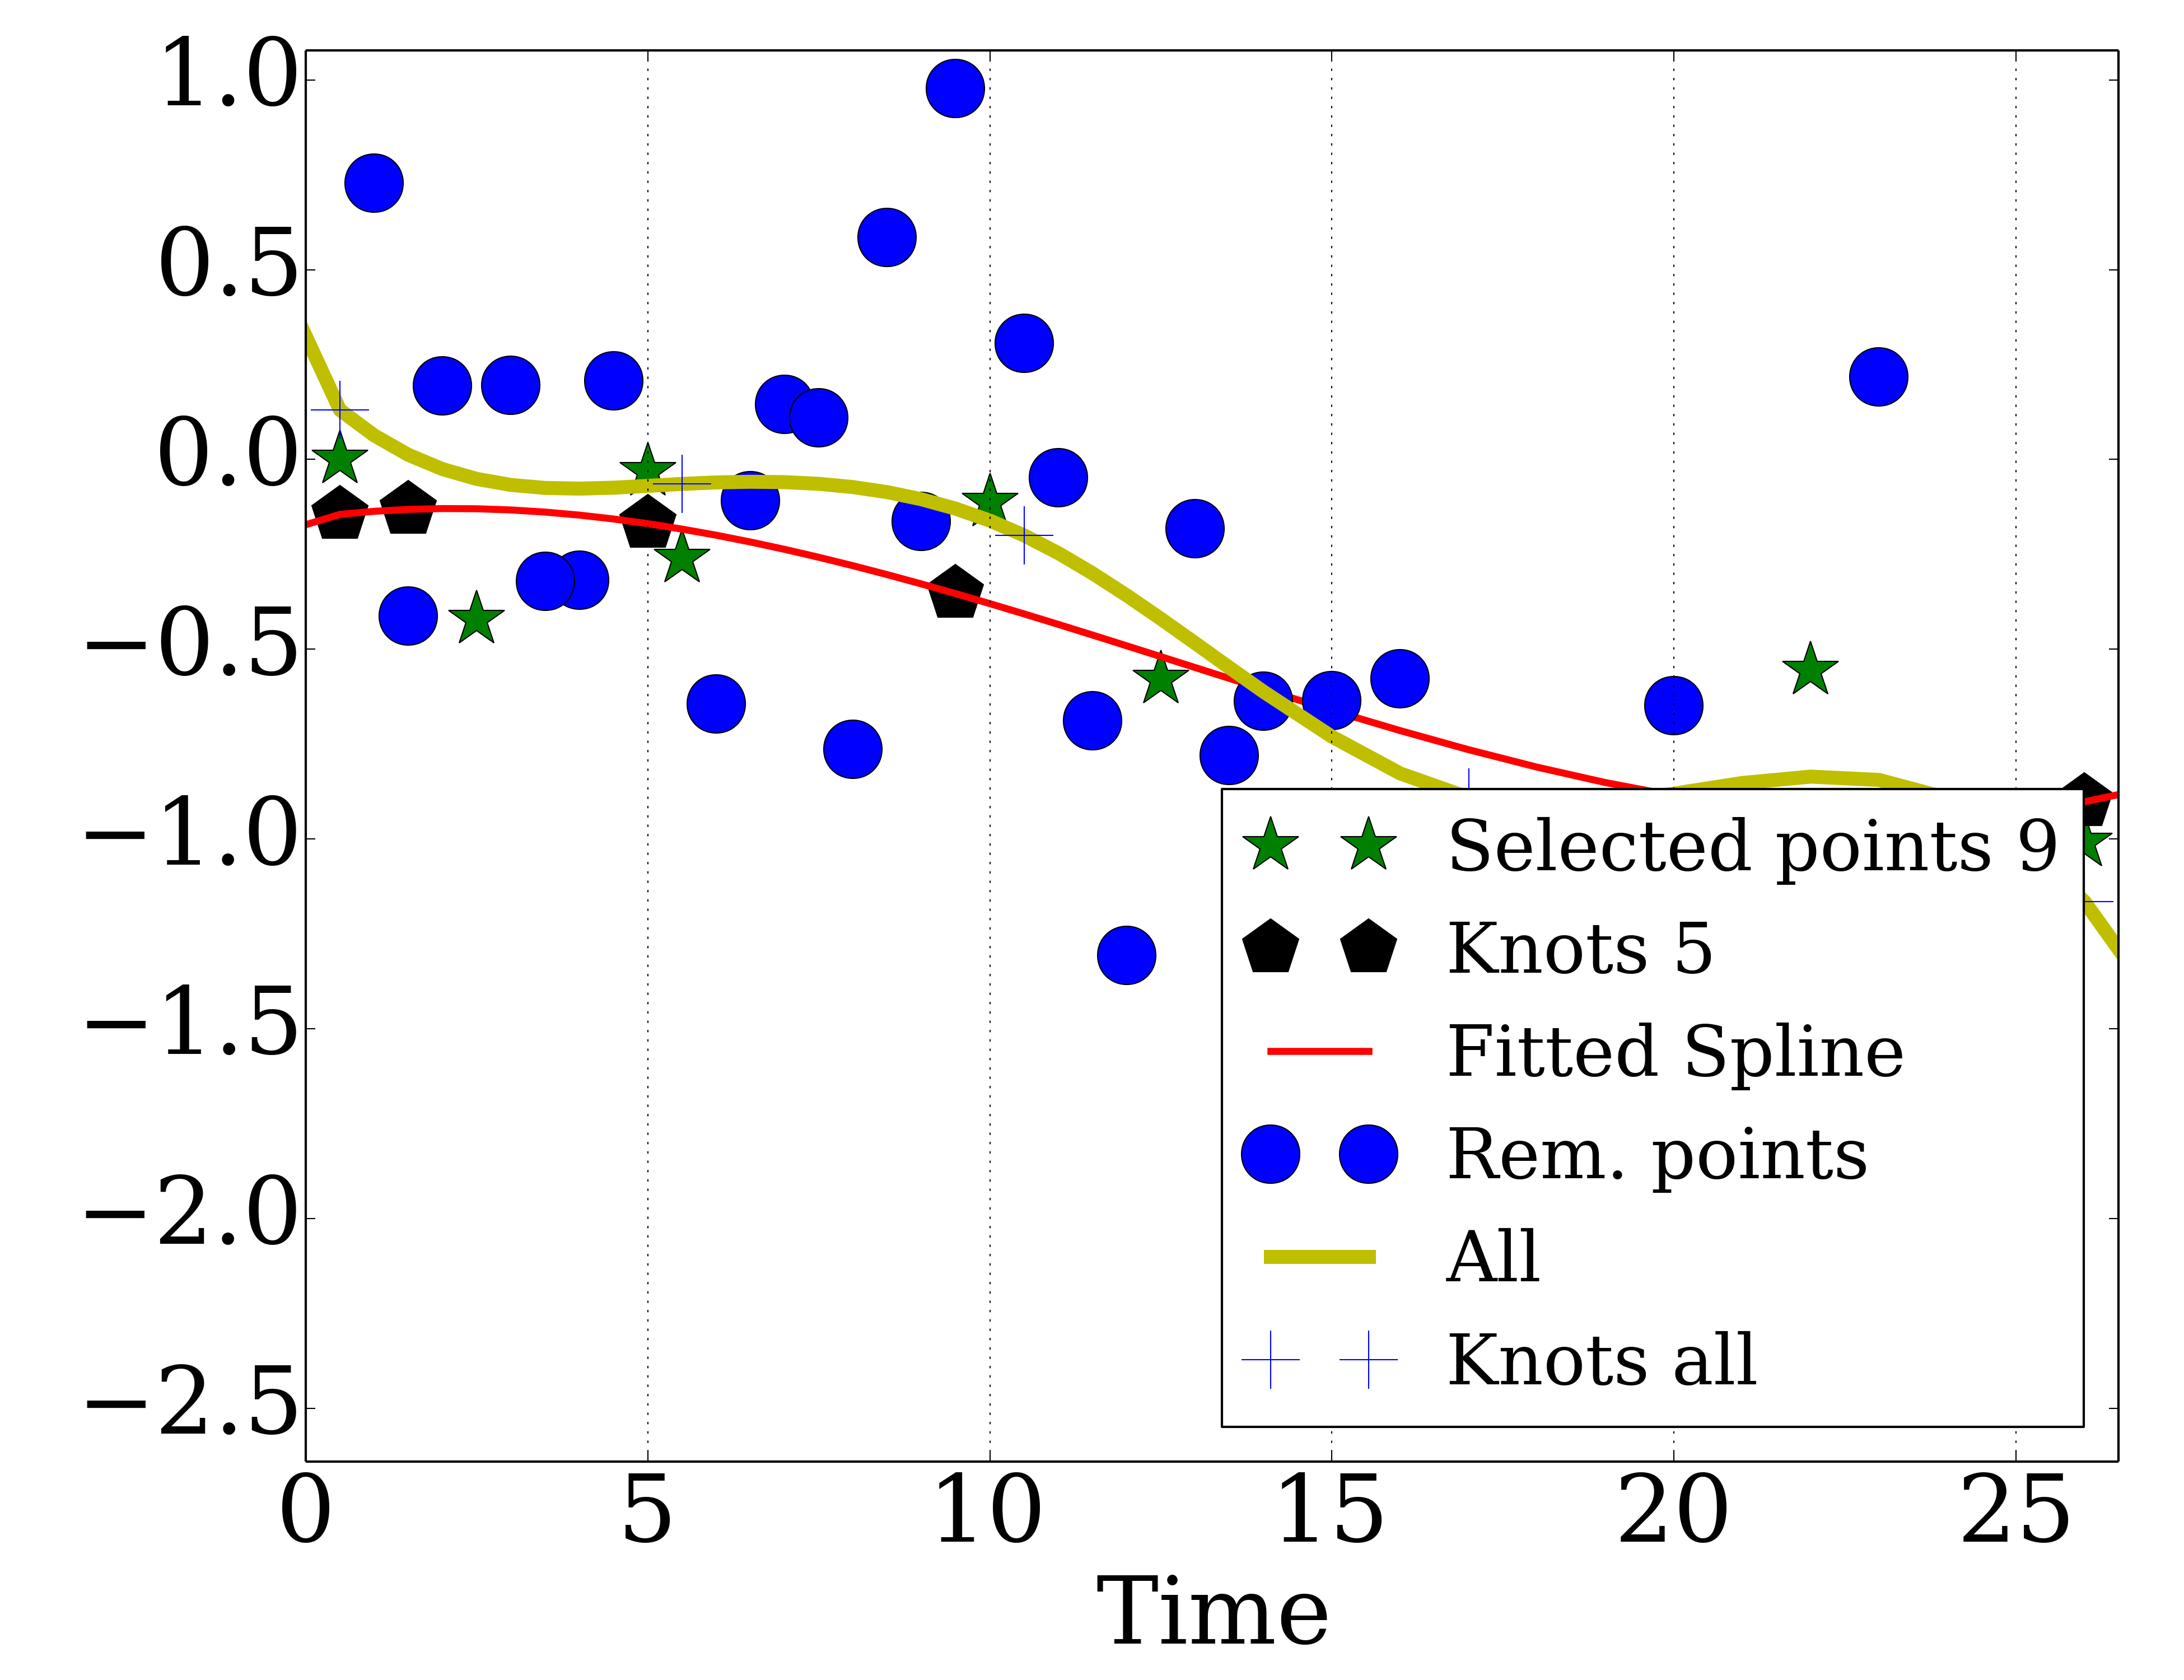 1.0
0.5
0.0
−0.5
−1.0
−1.5
−2.0
−2.5
Selected points 9
Knots 5
Fitted Spline
Rem. points
All
Knots all
0 5 10 15 20 25
Time